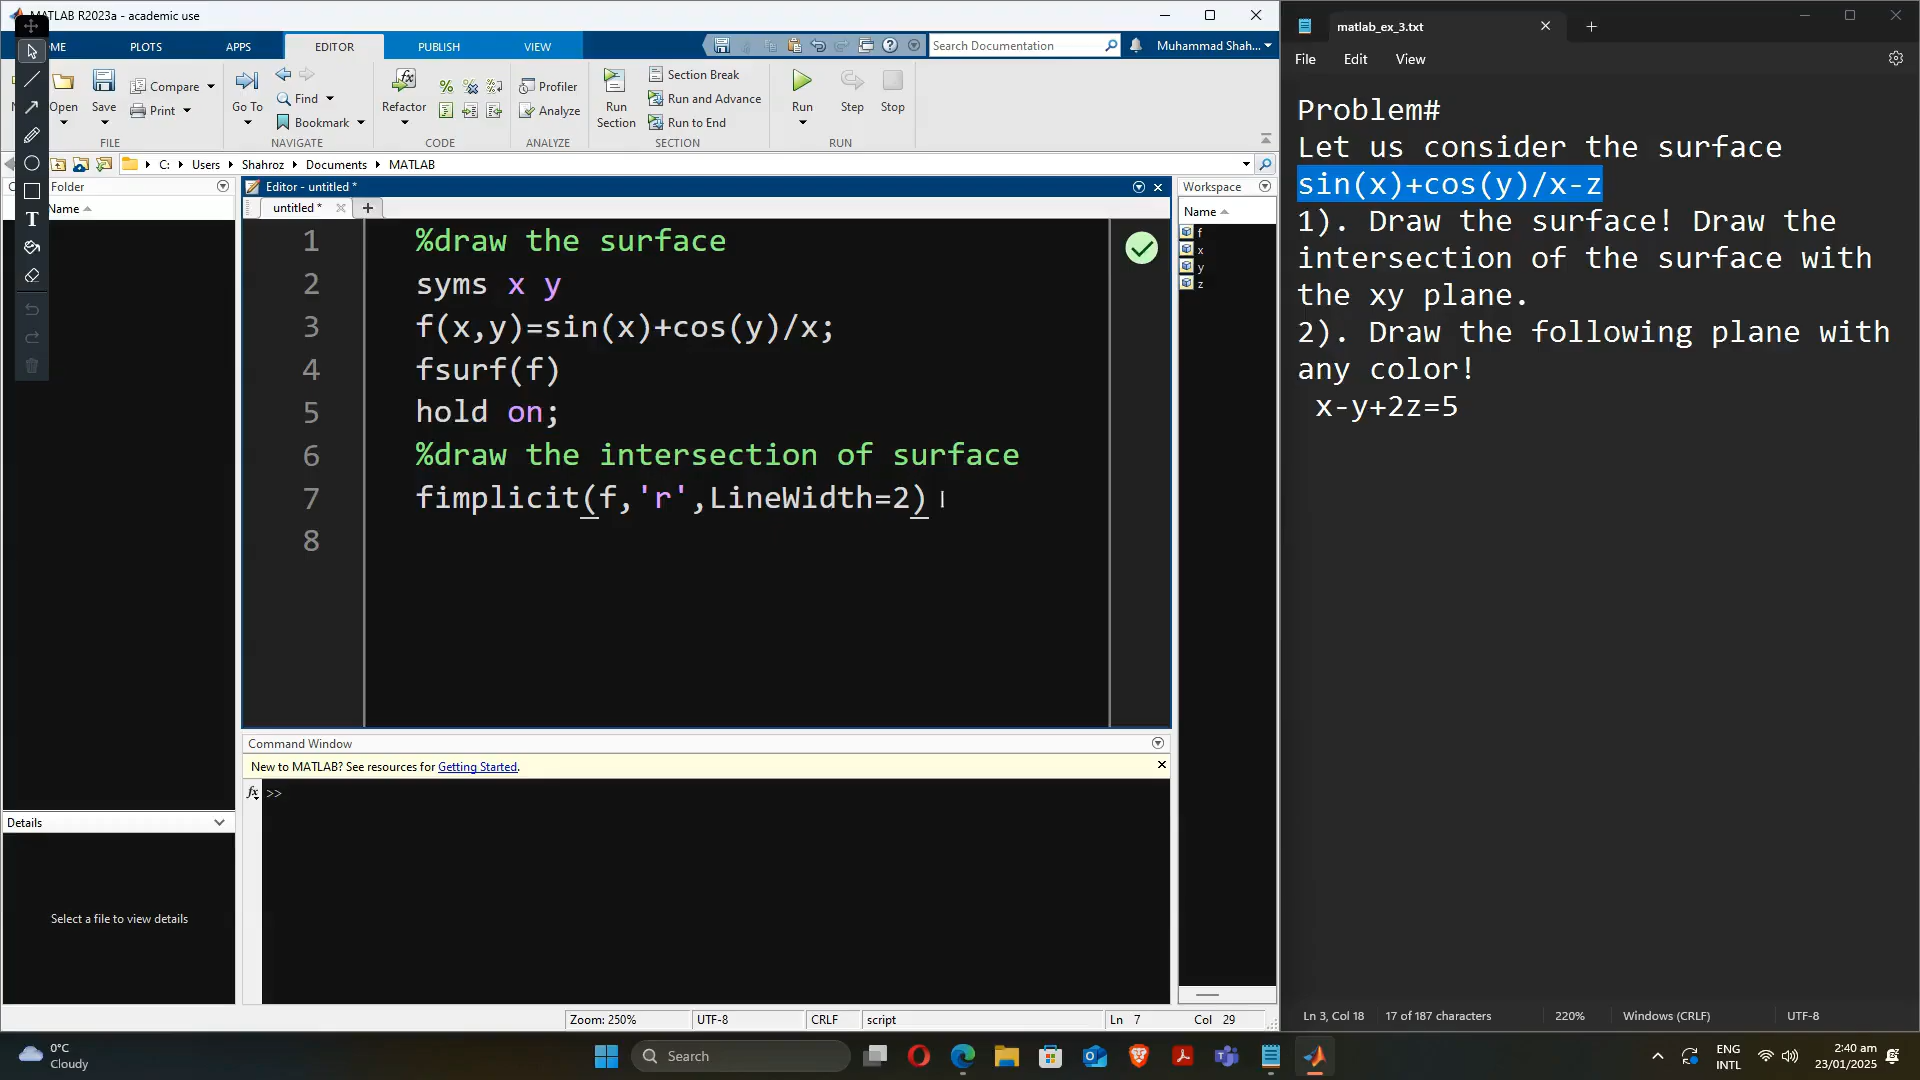 MATLAB R2023a - academic use
ME
PLOTS
APPS
EDITOR
PUBLISH
VIEW
Search Documentation
Muhammad Shah...
Open
Save
Compare
Print
FILE
Go To
Find
Bookmark
NAVIGATE
Refactor
CODE
Profiler
Analyze
ANALYZE
Run
Section
Section Break
Run and Advance
Run to End
SECTION
Run
Step
Stop
RUN
C: Users Shahroz Documents MATLAB
Folder
Name
Editor - untitled *
untitled *
1 %draw the surface
2 syms x y
3 f(x,y)=sin(x)+cos(y)/x;
4 fsurf(f)
5 hold on;
6 %draw the intersection of surface
7 fimplicit(f,'r',LineWidth=2)
8
Workspace
Name
f
x
y
z
Command Window
New to MATLAB? See resources for Getting Started.
fx >>
Details
Select a file to view details
Zoom: 250% UTF-8 CRLF script Ln 7 Col 29
matlab_ex_3.txt
File Edit View
Problem#
Let us consider the surface
sin(x)+cos(y)/x-z
1). Draw the surface! Draw the
intersection of the surface with
the xy plane.
2). Draw the following plane with
any color!
x-y+2z=5
Ln 3, Col 18 17 of 187 characters 220% Windows (CRLF) UTF-8
0°C
Cloudy
Search
ENG
INTL
2:40 am
23/01/2025